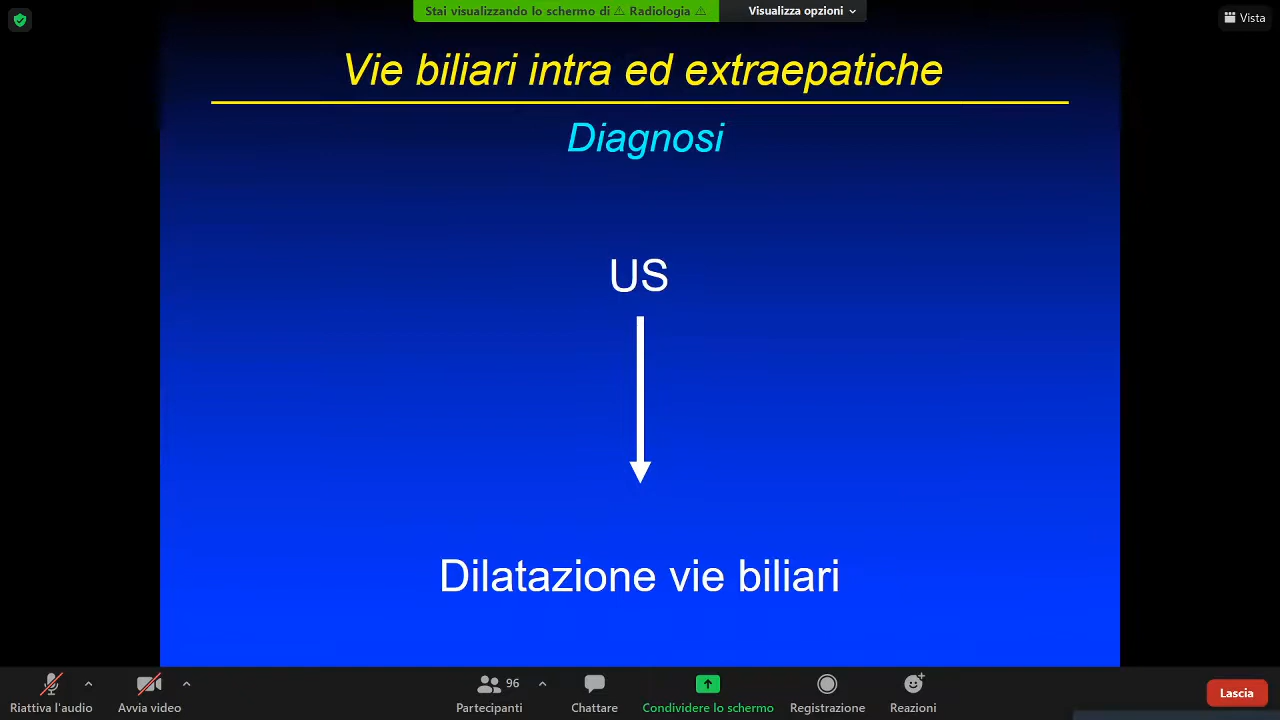 Stai visualizzando lo schermo di ⚠ Radiologia ⚠
Visualizza opzioni
Vista
Vie biliari intra ed extraepatiche
Diagnosi
US
Dilatazione vie biliari
96
Riattiva l'audio
Avvia video
Partecipanti
Chattare
Condividere lo schermo
Registrazione
Reazioni
Lascia